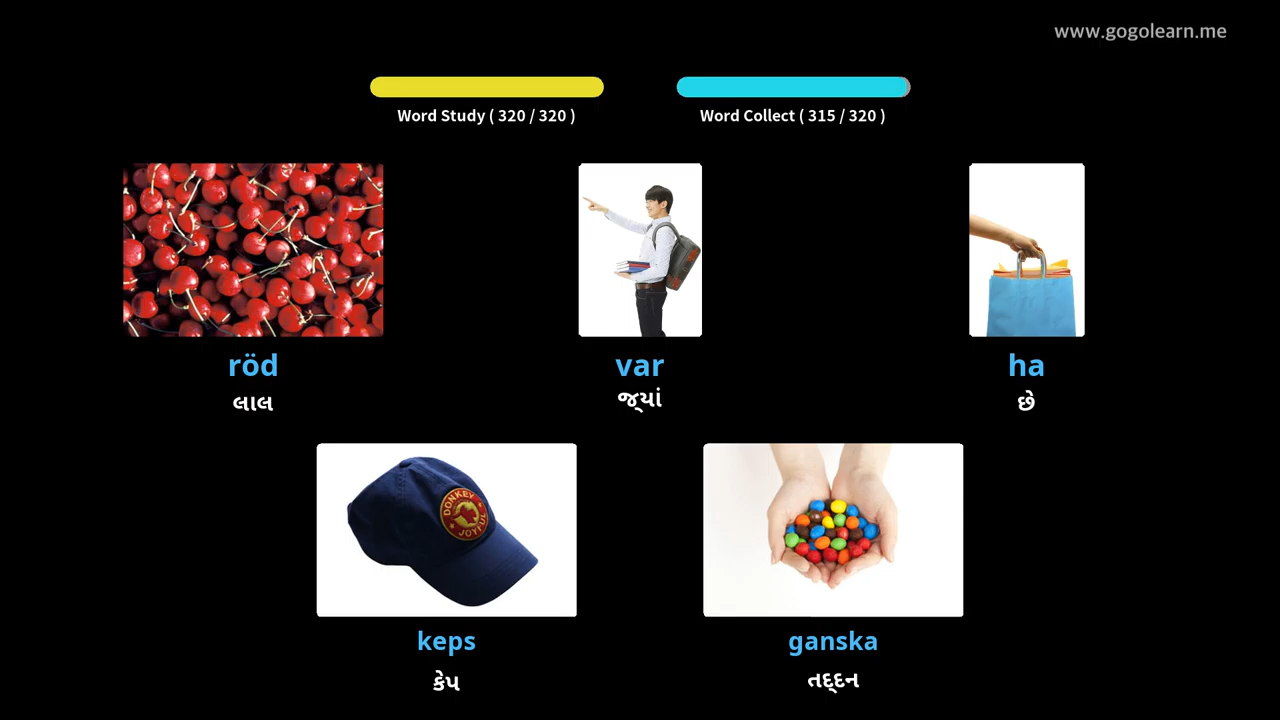 www.gogolearn.me
Word Study ( 320 / 320 )
Word Collect ( 315 / 320 )
röd
var
ha
લાલ
જ્યાં
છે
DONKEY
JOYFUL
keps
ganska
કેપ
તદ્દન